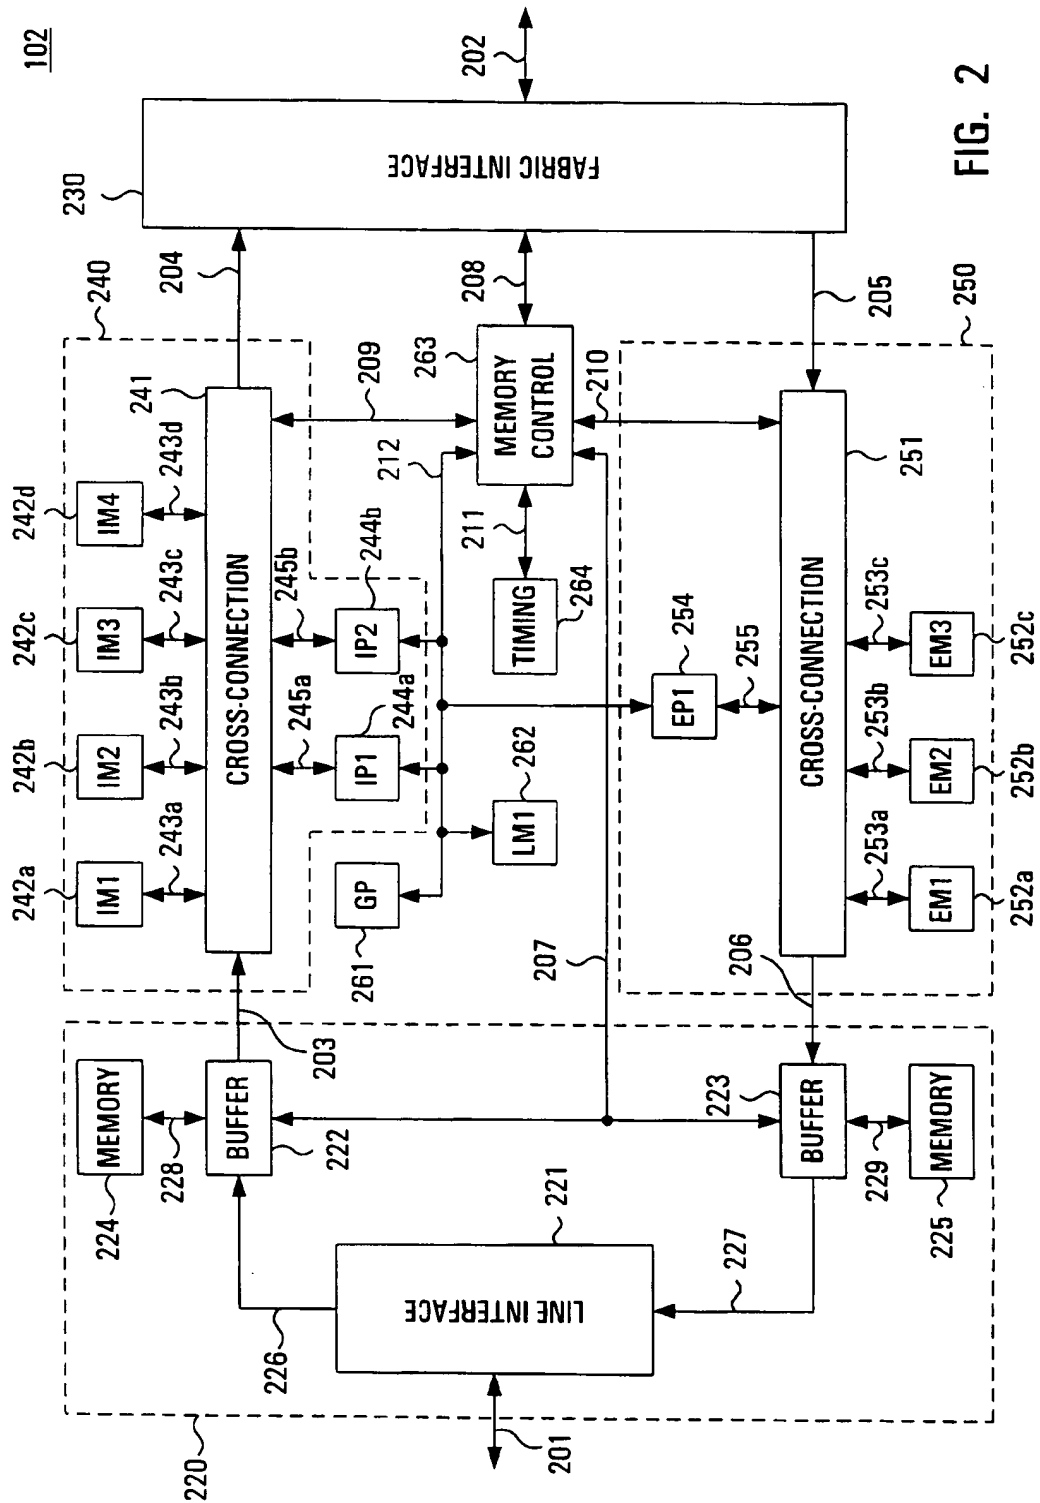 102
202
FABRIC INTERFACE
230
FIG. 2
204
208
205
240
250
241
209
263
MEMORY CONTROL
210
212
211
251
242d
IM4
243d
242c
IM3
243c
242b
IM2
243b
242a
IM1
243a
CROSS-CONNECTION
245b
245a
IP2
244b
IP1
244a
TIMING
264
EP1
254
255
LM1
262
GP
261
CROSS-CONNECTION
253c
EM3
252c
253b
EM2
252b
253a
EM1
252a
207
206
203
MEMORY
224
228
BUFFER
222
223
BUFFER
229
MEMORY
225
LINE INTERFACE
221
226
227
220
201